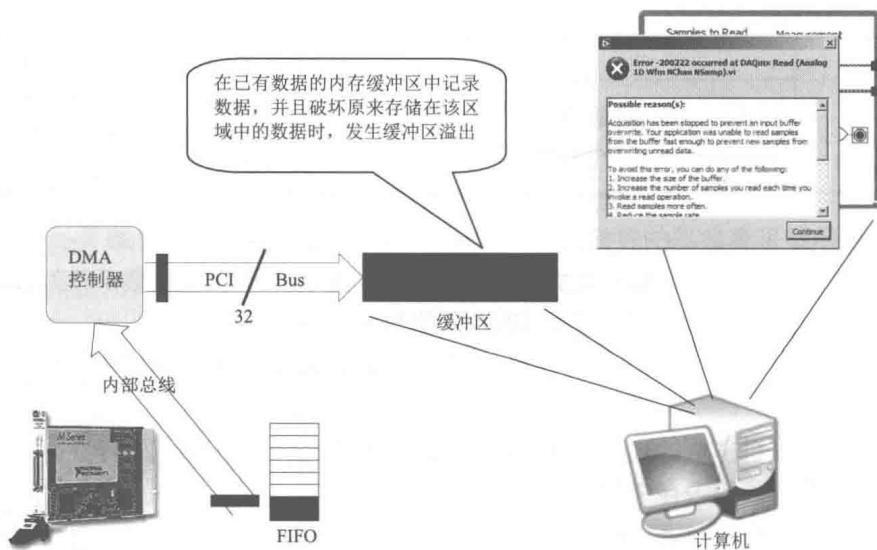 Samples to Read Measurement
Error -200222 occurred at DAQmx Read (Analog
1D Wfm NChan NSamp).vi
Possible reason(s):
Acquisition has been stopped to prevent an input buffer
overwrite. Your application was unable to read samples
from the buffer fast enough to prevent new samples from
overwriting unread data.
To avoid this error, you can do any of the following:
1. Increase the size of the buffer.
2. Increase the number of samples you read each time you
invoke a read operation.
3. Read samples more often.
4. Reduce the sample rate
Continue
在已有数据的内存缓冲区中记录
数据，并且破坏原来存储在该区
域中的数据时，发生缓冲区溢出
DMA
控制器
PCI
Bus
32
缓冲区
内部总线
M Series
FIFO
计算机